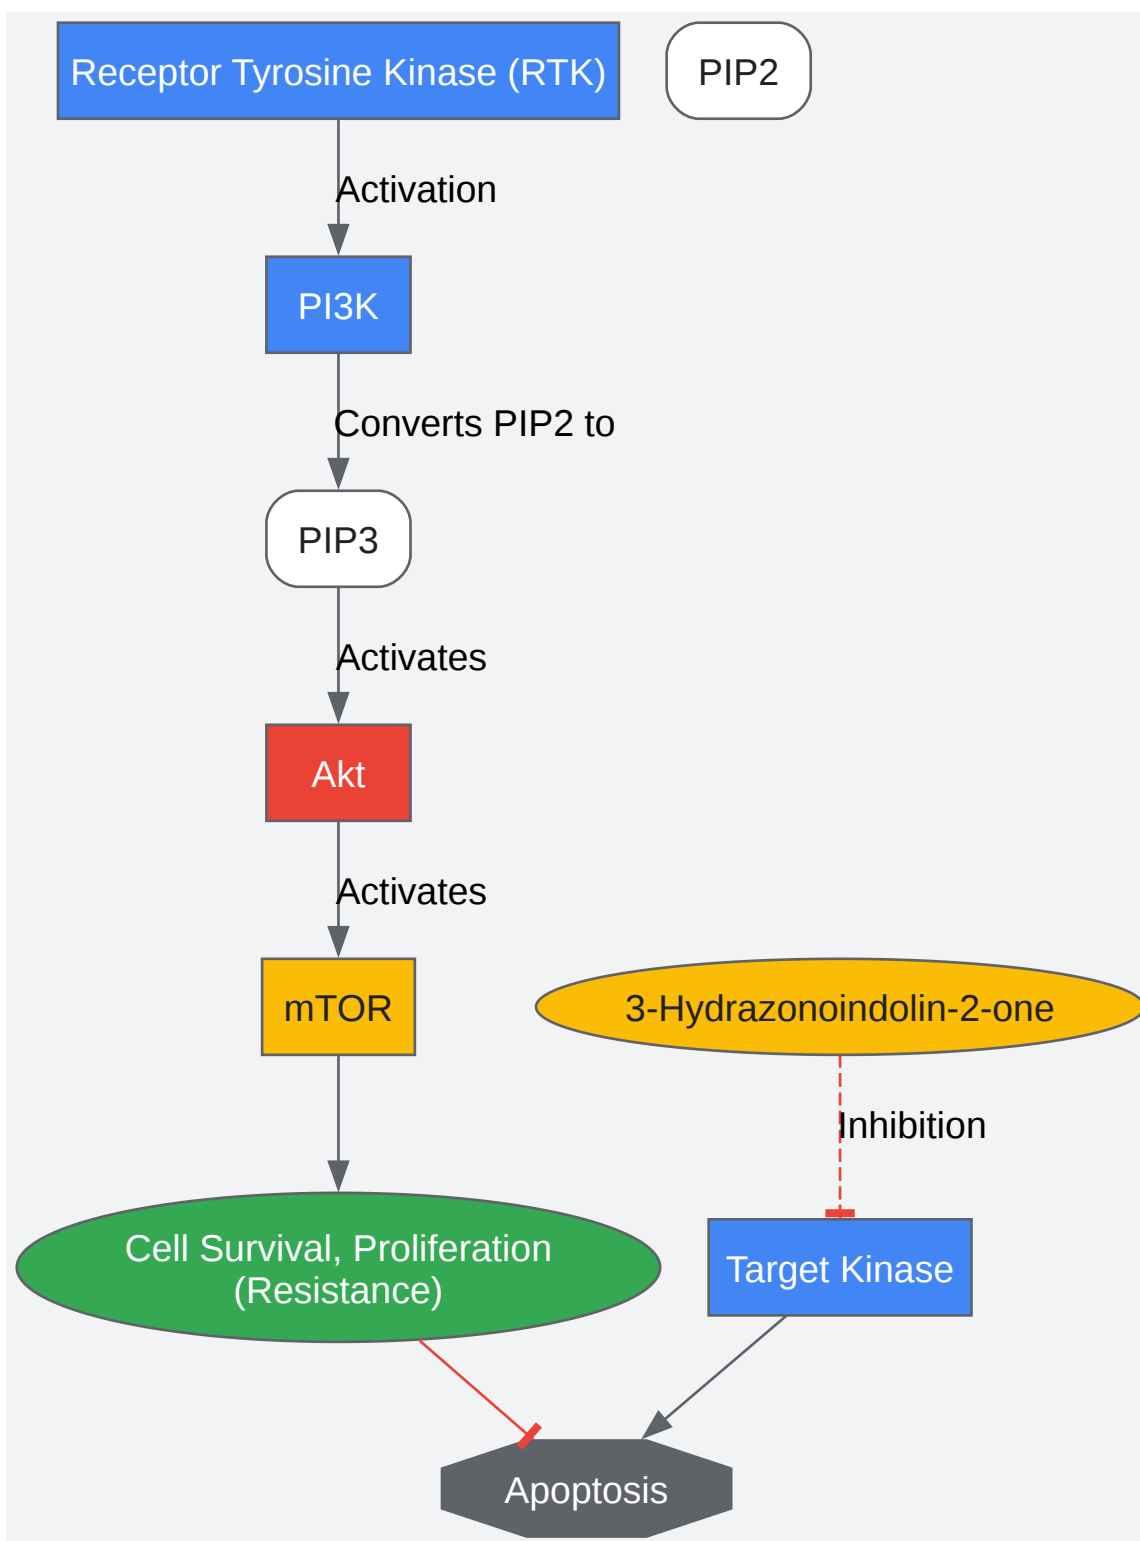 Receptor Tyrosine Kinase (RTK)
PIP2
Activation
PI3K
Converts PIP2 to
PIP3
Activates
Akt
Activates
mTOR
3-Hydrazonoindolin-2-one
Inhibition
Cell Survival, Proliferation
(Resistance)
Target Kinase
Apoptosis